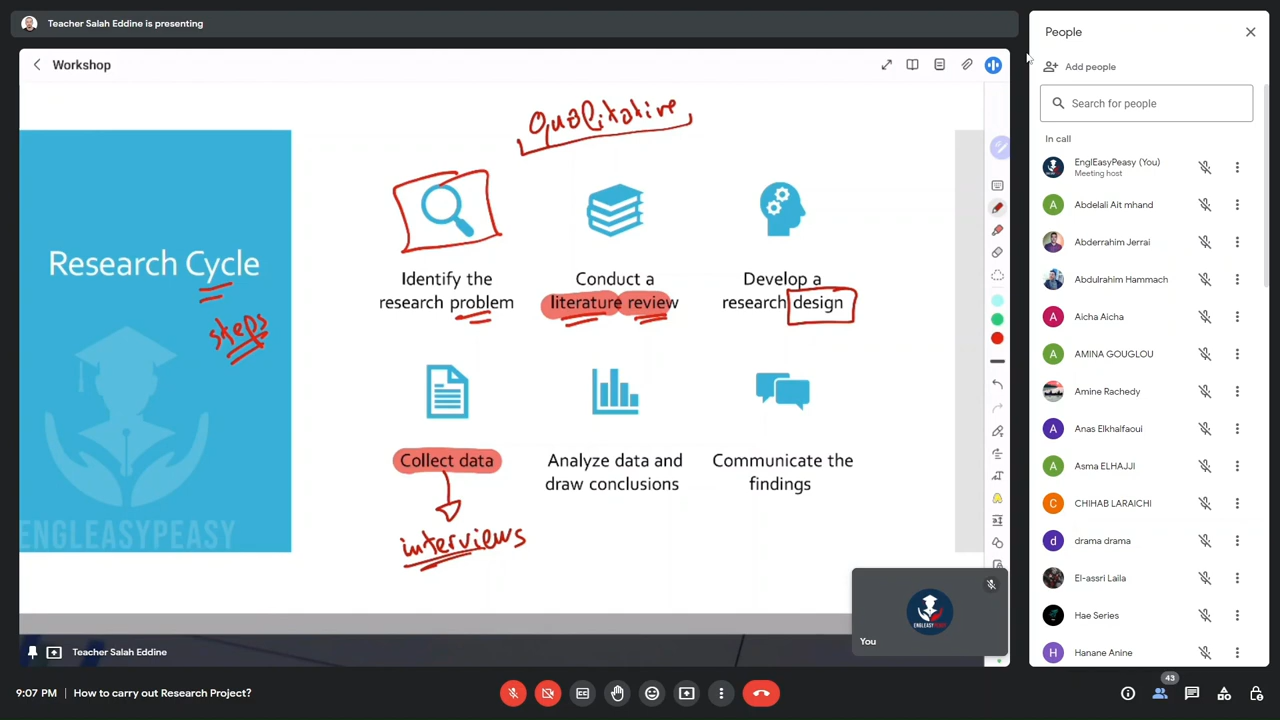 Teacher Salah Eddine is presenting
Workshop
Qualitative
Research Cycle
steps
ENGLEASYPEASY
Identify the
research problem
Conduct a
literature review
Develop a
research design
Collect data
interviews
Analyze data and
draw conclusions
Communicate the
findings
You
Teacher Salah Eddine
9:07 PM | How to carry out Research Project?
People
Add people
Search for people
In call
EnglEasyPeasy (You)
Meeting host
A Abdelali Ait mhand
Abderrahim Jerrai
Abdulrahim Hammach
A Aicha Aicha
A AMINA GOUGLOU
Amine Rachedy
A Anas Elkhalfaoui
A Asma ELHAJJI
C CHIHAB LARAICHI
d drama drama
El-assri Laila
Hae Series
H Hanane Anine
43